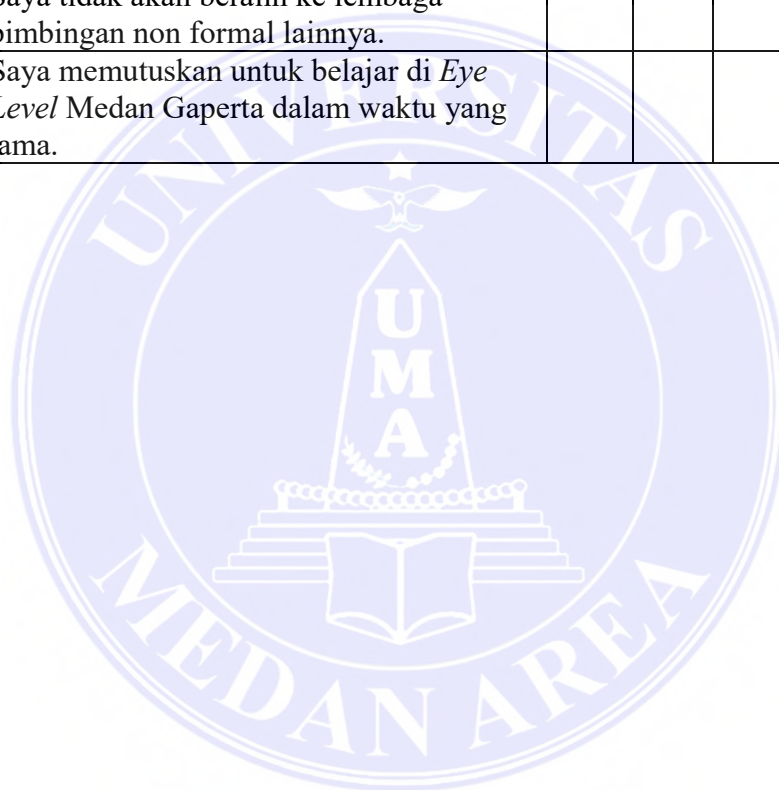 Saya tidak akan beralih ke lembaga
bimbingan non formal lainnya.
Saya memutuskan untuk belajar di Eye
Level Medan Gaperta dalam waktu yang
lama.
UNIVERSITAS
UMA
MEDAN AREA